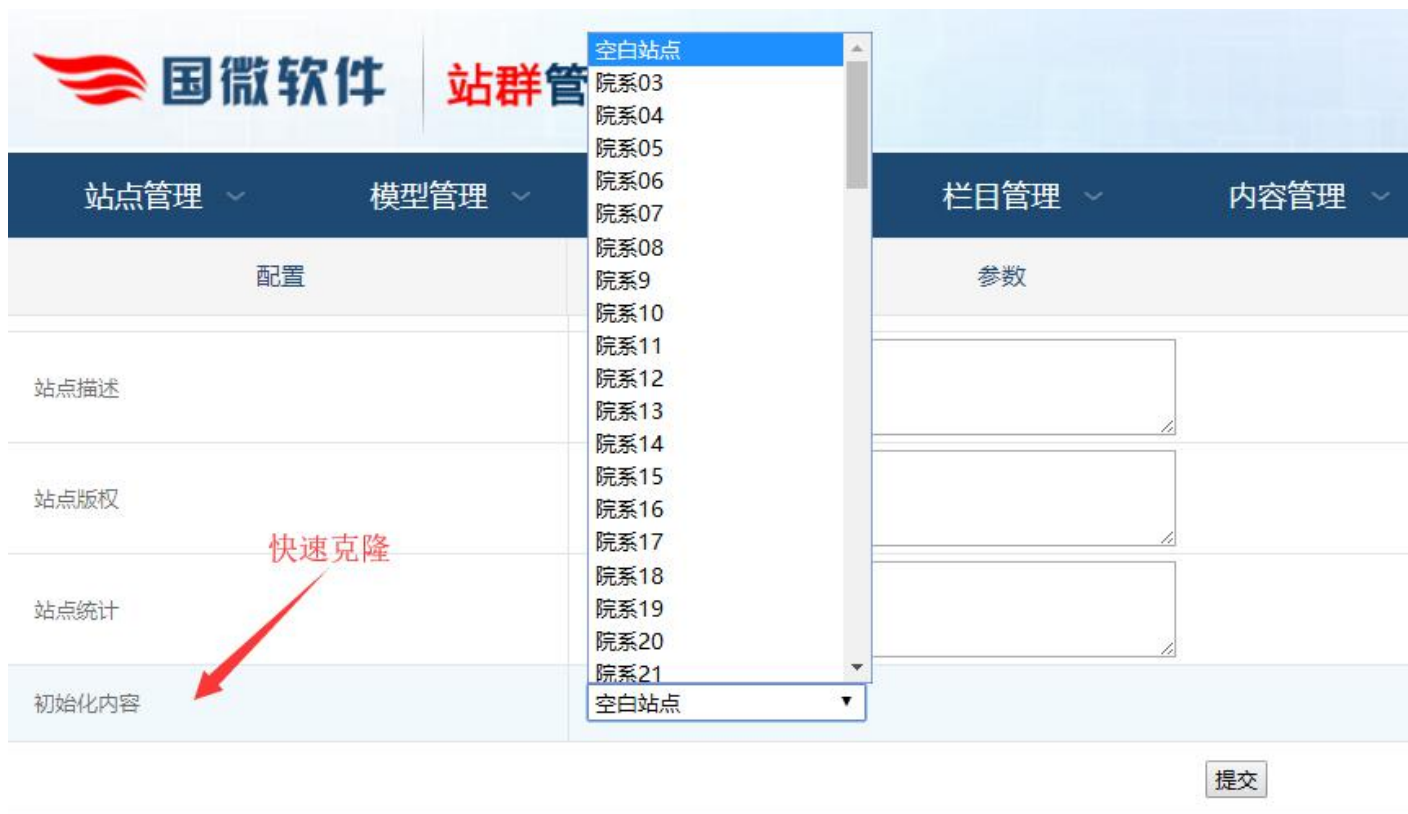 国微软件
站群管
站点管理
模型管理
栏目管理
内容管理
配置
参数
站点描述
站点版权
快速克隆
站点统计
初始化内容
空白站点
院系03
院系04
院系05
院系06
院系07
院系08
院系9
院系10
院系11
院系12
院系13
院系14
院系15
院系16
院系17
院系18
院系19
院系20
院系21
空白站点
提交